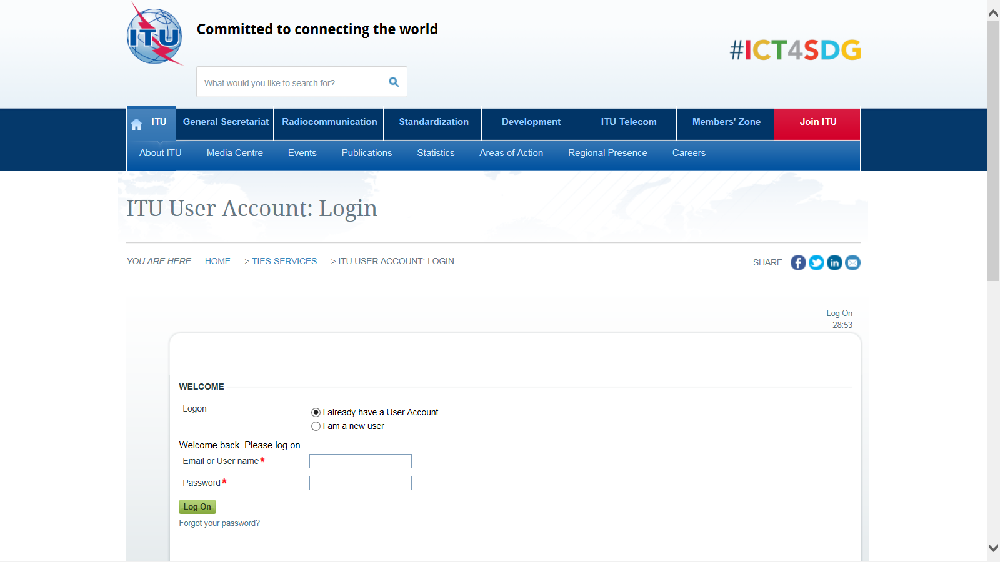 ITU
Committed to connecting the world
#ICT4SDG
What would you like to search for?
ITU General Secretariat Radiocommunication Standardization Development ITU Telecom Members' Zone Join ITU
About ITU Media Centre Events Publications Statistics Areas of Action Regional Presence Careers
ITU User Account: Login
YOU ARE HERE HOME > TIES-SERVICES > ITU USER ACCOUNT: LOGIN SHARE
Log On
28:53
WELCOME
Logon
I already have a User Account
I am a new user
Welcome back. Please log on.
Email or User name*
Password*
Log On
Forgot your password?